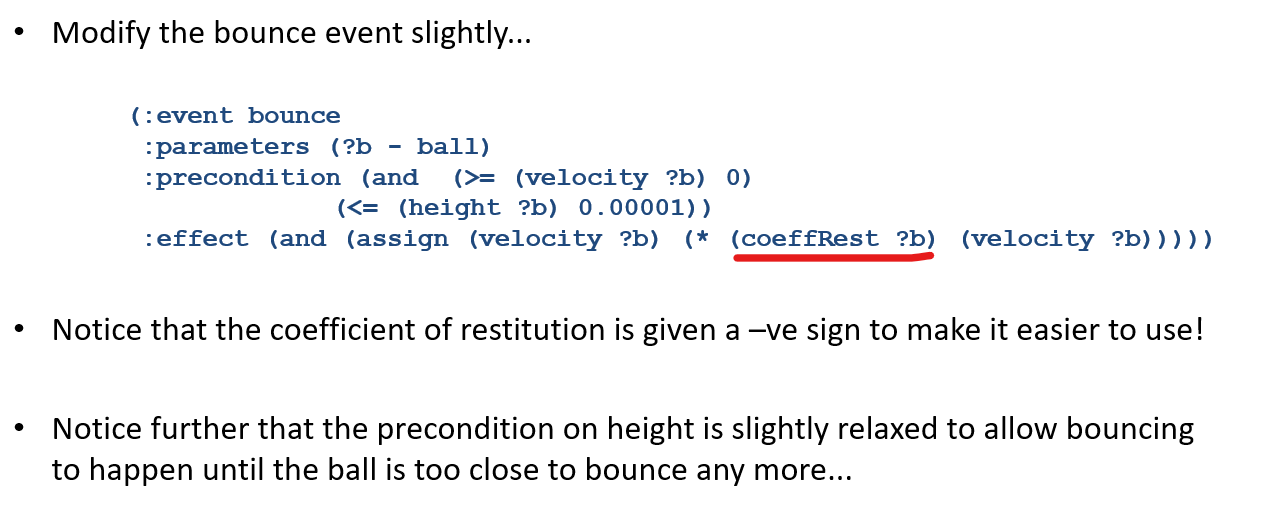 • Modify the bounce event slightly...
(:event bounce
:parameters (?b - ball)
:precondition (and (>= (velocity ?b) 0)
(<= (height ?b) 0.00001))
:effect (and (assign (velocity ?b) (* (coeffRest ?b) (velocity ?b)))))
• Notice that the coefficient of restitution is given a –ve sign to make it easier to use!
• Notice further that the precondition on height is slightly relaxed to allow bouncing
to happen until the ball is too close to bounce any more...